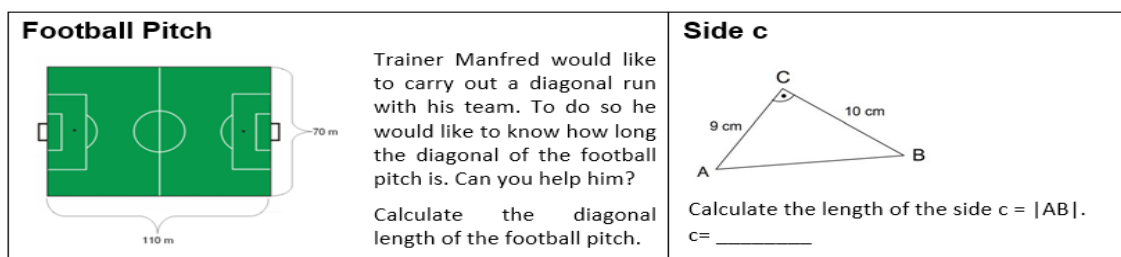 Football Pitch
70 m
110 m
Trainer Manfred would like
to carry out a diagonal run
with his team. To do so he
would like to know how long
the diagonal of the football
pitch is. Can you help him?
Calculate the diagonal
length of the football pitch.
Side c
C
10 cm
9 cm
B
A
Calculate the length of the side c = |AB|.
c= ________